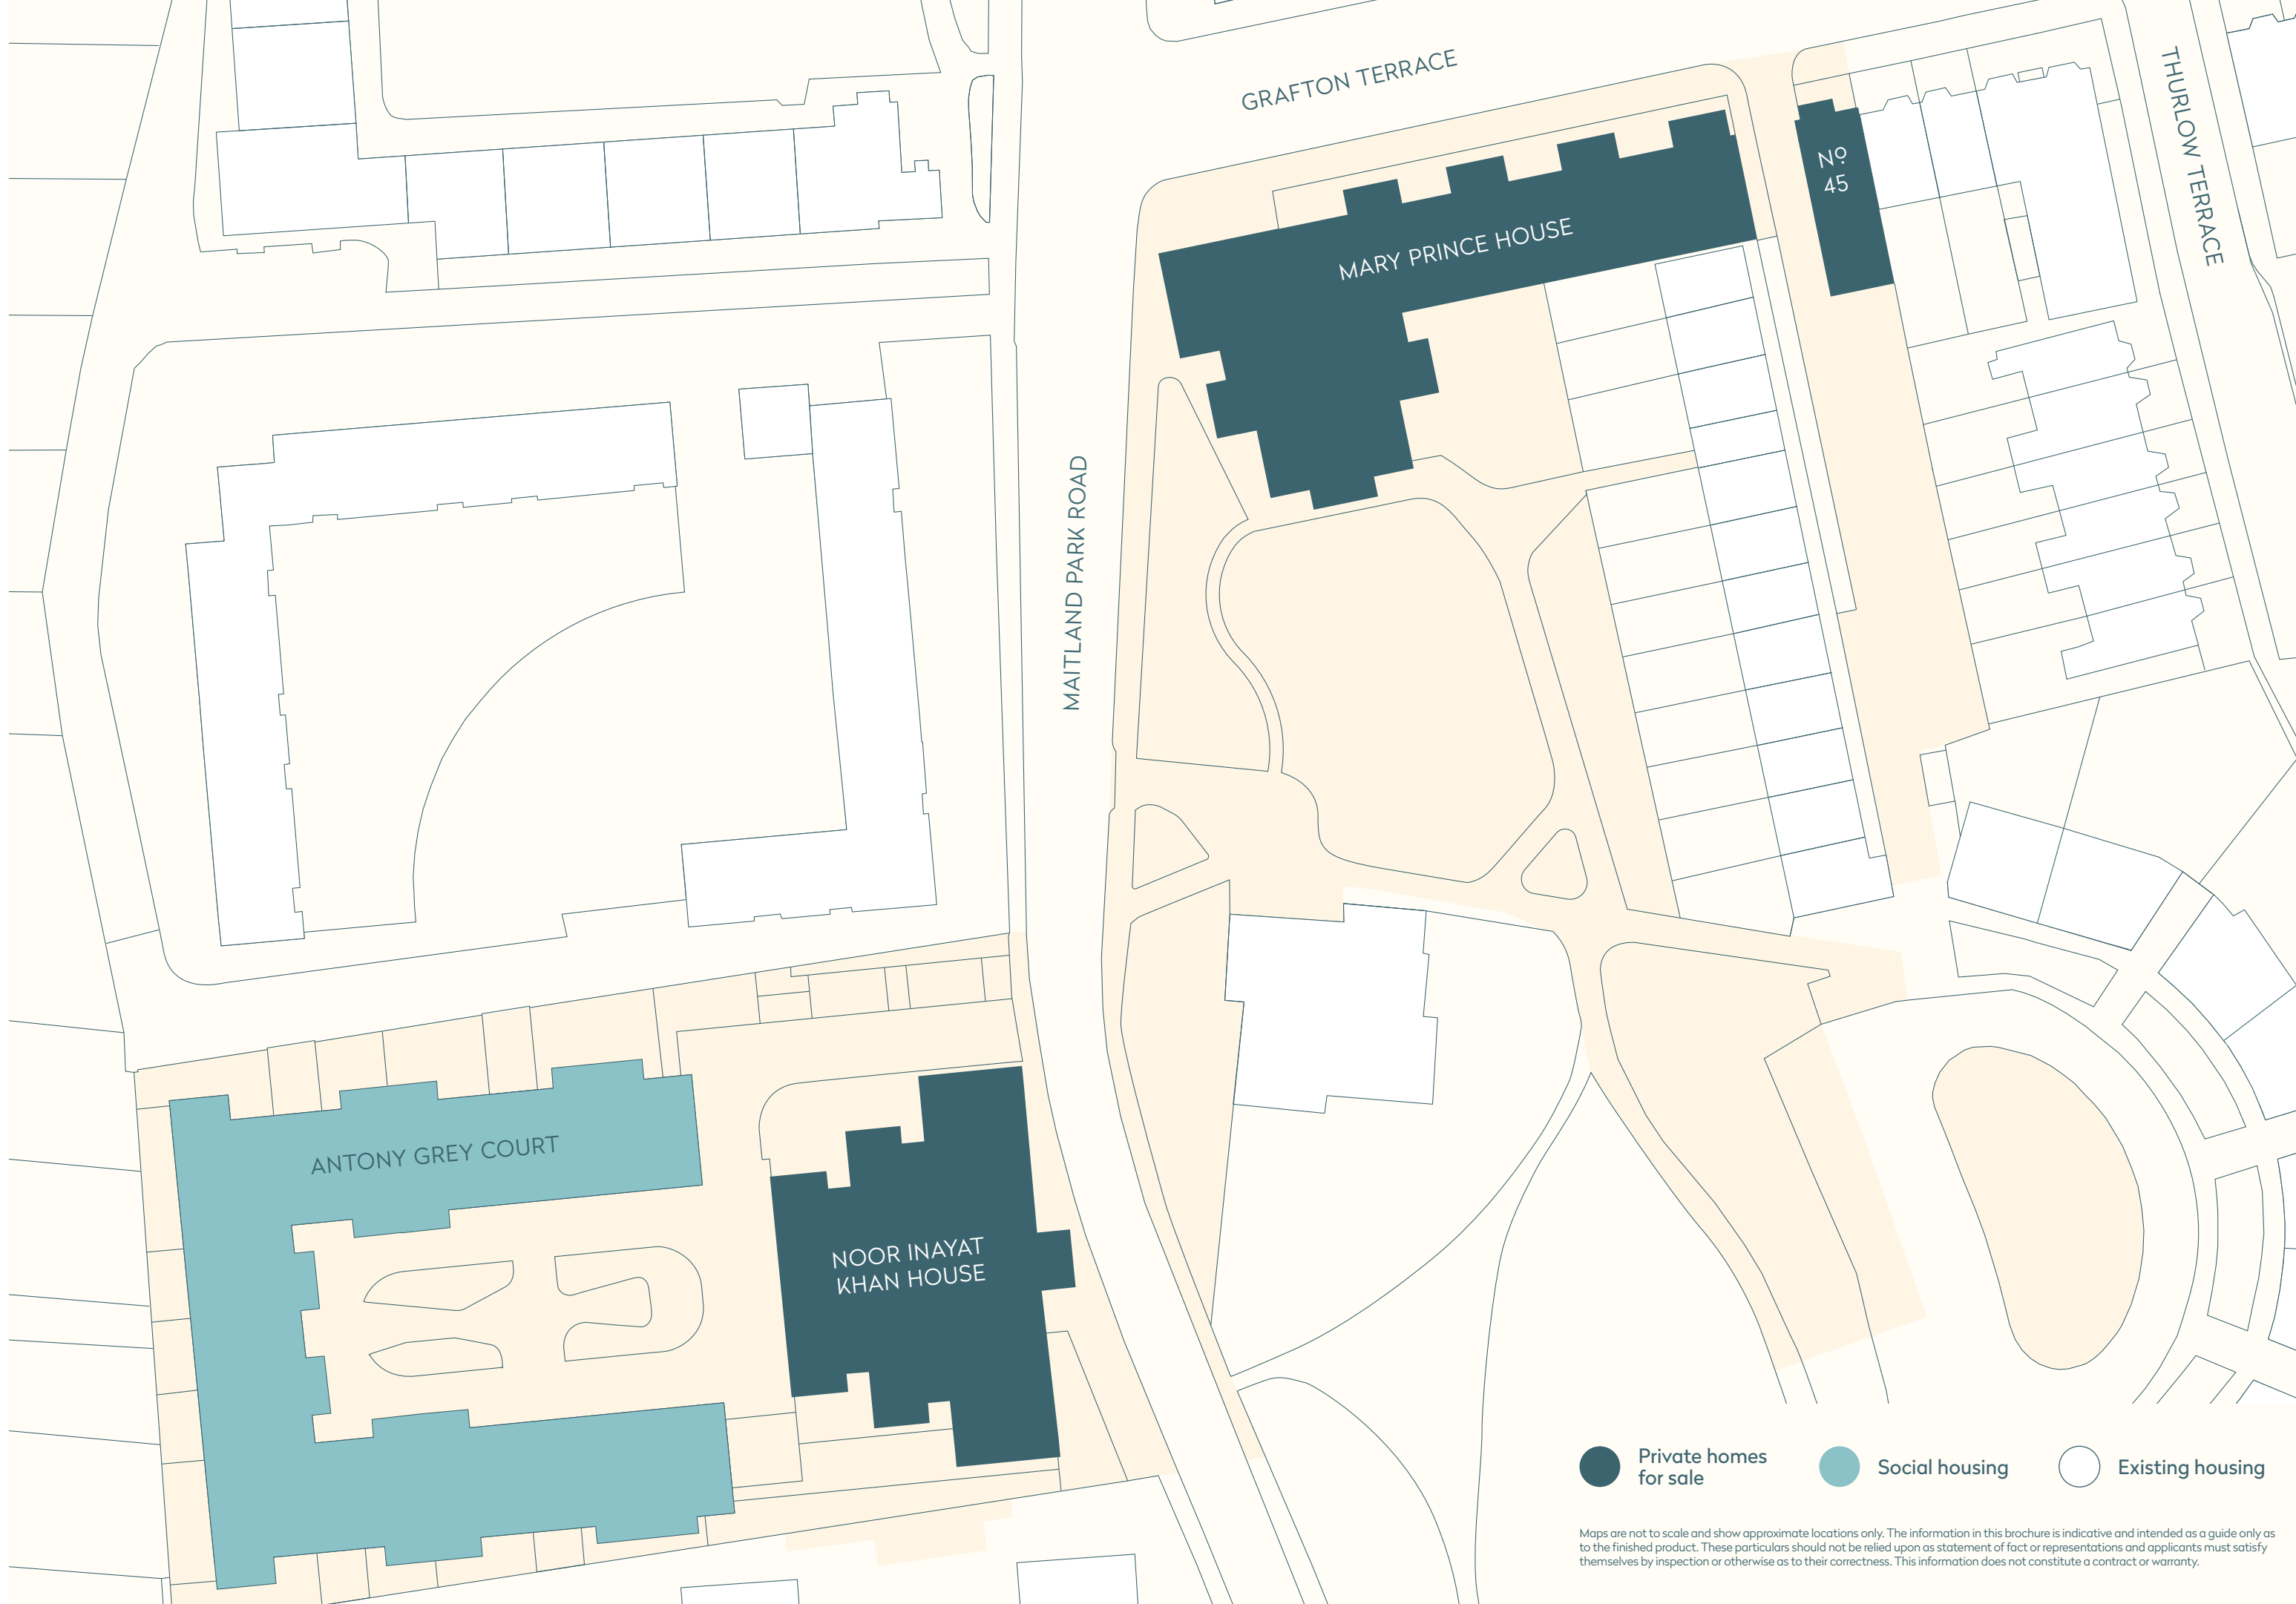 GRAFTON TERRACE
THURLOW TERRACE
Nº
45
MARY PRINCE HOUSE
MAITLAND PARK ROAD
ANTONY GREY COURT
NOOR INAYAT
KHAN HOUSE
Private homes
for sale
Social housing
Existing housing
Maps are not to scale and show approximate locations only. The information in this brochure is indicative and intended as a guide only as
to the finished product. These particulars should not be relied upon as statement of fact or representations and applicants must satisfy
themselves by inspection or otherwise as to their correctness. This information does not constitute a contract or warranty.